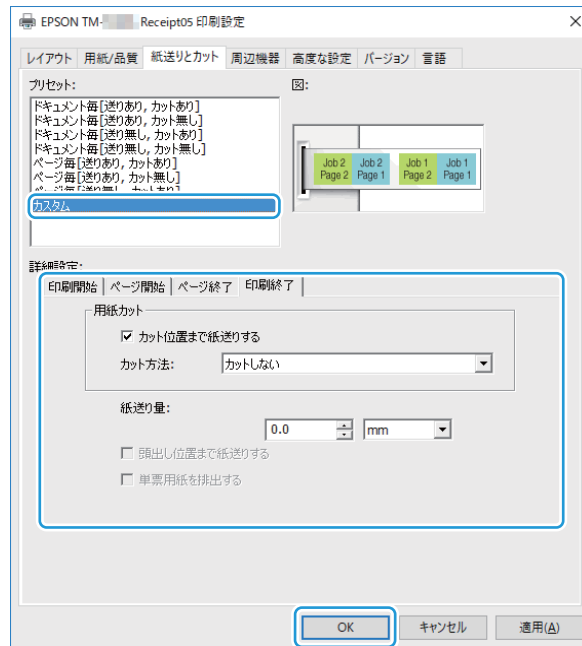 EPSON TM- Receipt05 印刷設定
レイアウト 用紙/品質 紙送りとカット 周辺機器 高度な設定 バージョン 言語
プリセット:
図:
ドキュメント毎[送りあり, カットあり]
ドキュメント毎[送りあり, カット無し]
ドキュメント毎[送り無し, カットあり]
ドキュメント毎[送り無し, カット無し]
ページ毎[送りあり, カットあり]
ページ毎[送りあり, カット無し]
カスタム
Job 2 Job 2 Job 1 Job 1
Page 2 Page 1 Page 2 Page 1
詳細設定:
印刷開始 ページ開始 ページ終了 印刷終了
用紙カット
カット位置まで紙送りする
カット方法: カットしない
紙送り量:
0.0 mm
頭出し位置まで紙送りする
単票用紙を排出する
OK キャンセル 適用(A)